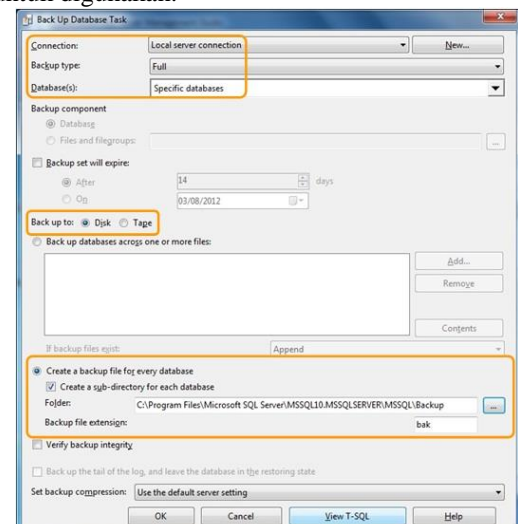 untuk digunakan.
Back Up Database Task
Connection: Local server connection New...
Backup type: Full
Database(s): Specific databases
Backup component
Database
Files and filegroups: ...
Backup set will expire:
After 14 days
On 03/08/2012
Back up to: Disk Tape
Back up databases across one or more files:
Add...
Remove
Contents
If backup files exist: Append
Create a backup file for every database
Create a sub-directory for each database
Folder: C:\Program Files\Microsoft SQL Server\MSSQL10.MSSQLSERVER\MSSQL\Backup ...
Backup file extension: bak
Verify backup integrity
Back up the tail of the log, and leave the database in the restoring state
Set backup compression: Use the default server setting
OK Cancel View T-SQL Help